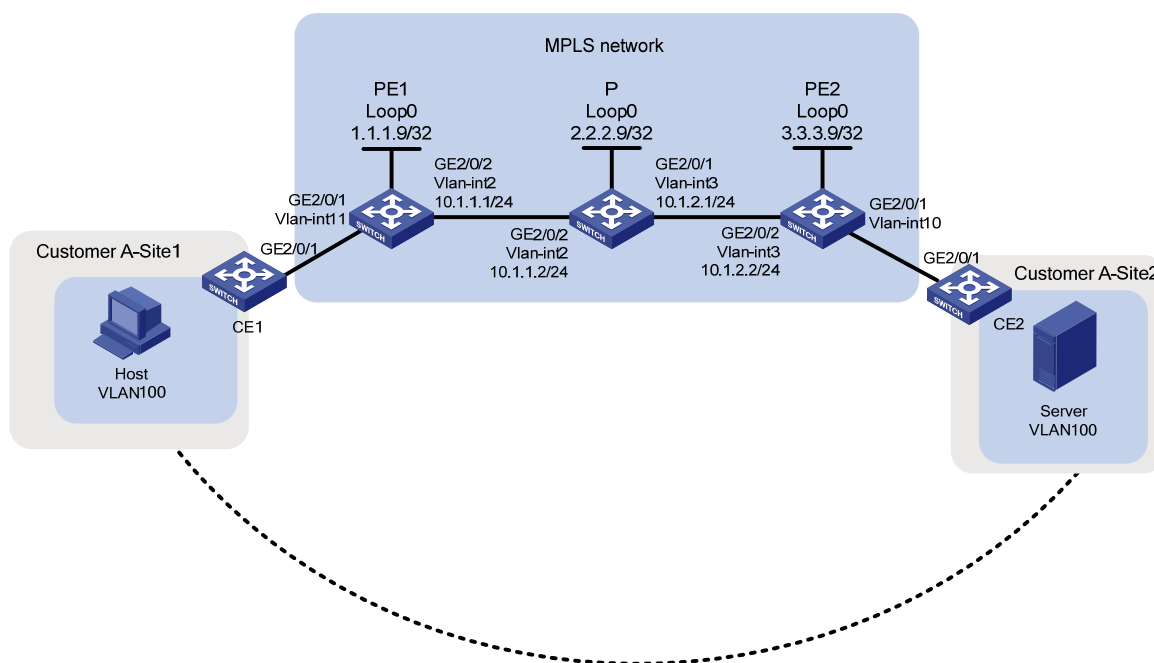 MPLS network
PE1
Loop0
1.1.1.9/32
P
Loop0
2.2.2.9/32
PE2
Loop0
3.3.3.9/32
GE2/0/1
Vlan-int11
SWITCH
GE2/0/2
Vlan-int2
10.1.1.1/24
GE2/0/2
Vlan-int2
10.1.1.2/24
SWITCH
GE2/0/1
Vlan-int3
10.1.2.1/24
GE2/0/2
Vlan-int3
10.1.2.2/24
SWITCH
GE2/0/1
Vlan-int10
Customer A-Site1
GE2/0/1
SWITCH
CE1
Host
VLAN100
GE2/0/1
Customer A-Site2
SWITCH
CE2
Server
VLAN100